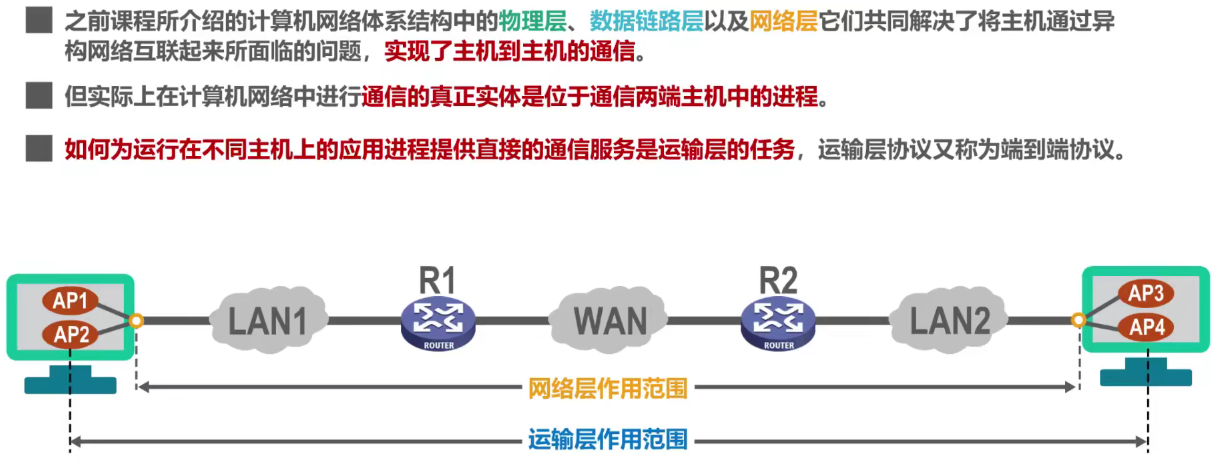 之前课程所介绍的计算机网络体系结构中的物理层、数据链路层以及网络层它们共同解决了将主机通过异
构网络互联起来所面临的问题，实现了主机到主机的通信。
但实际上在计算机网络中进行通信的真正实体是位于通信两端主机中的进程。
如何为运行在不同主机上的应用进程提供直接的通信服务是运输层的任务，运输层协议又称为端到端协议。
R1
R2
AP1
AP2
LAN1
ROUTER
WAN
ROUTER
LAN2
AP3
AP4
网络层作用范围
运输层作用范围